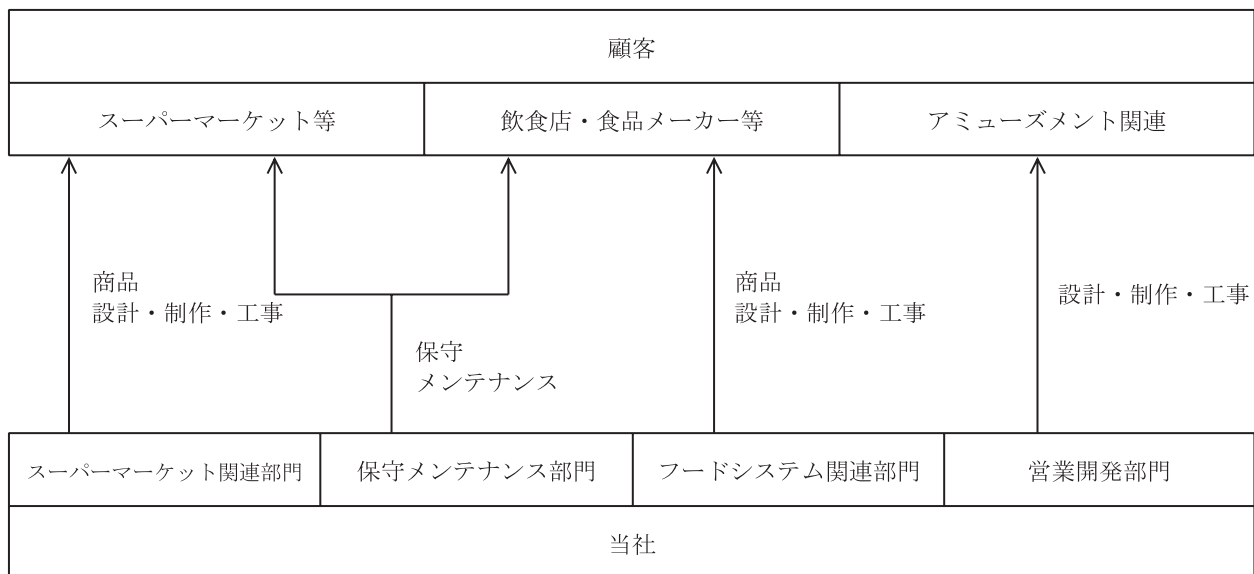 顧客
スーパーマーケット等
飲食店・食品メーカー等
アミューズメント関連
商品
設計・制作・工事
保守
メンテナンス
商品
設計・制作・工事
設計・制作・工事
スーパーマーケット関連部門
保守メンテナンス部門
フードシステム関連部門
営業開発部門
当社